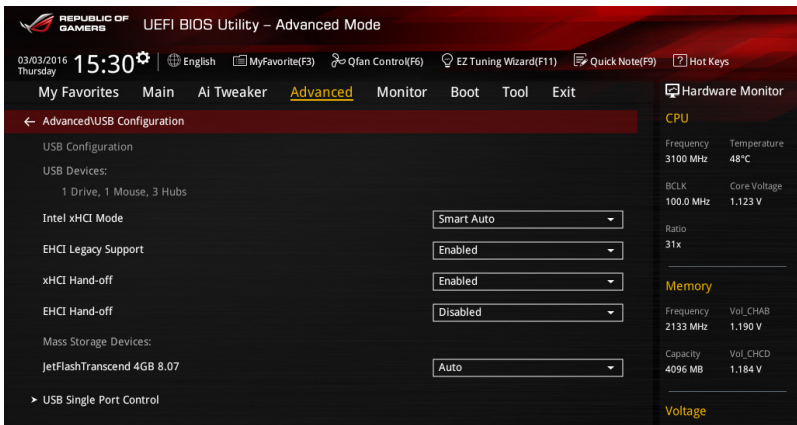 REPUBLIC OF
GAMERS
UEFI BIOS Utility – Advanced Mode
03/03/2016
Thursday
15:30
English
MyFavorite(F3)
Qfan Control(F6)
EZ Tuning Wizard(F11)
Quick Note(F9)
? Hot Keys
My Favorites Main Ai Tweaker Advanced Monitor Boot Tool Exit
← Advanced\USB Configuration
USB Configuration
USB Devices:
1 Drive, 1 Mouse, 3 Hubs
Intel xHCI Mode Smart Auto
EHCI Legacy Support Enabled
xHCI Hand-off Enabled
EHCI Hand-off Disabled
Mass Storage Devices:
JetFlashTranscend 4GB 8.07 Auto
> USB Single Port Control
Hardware Monitor
CPU
Frequency Temperature
3100 MHz 48°C
BCLK Core Voltage
100.0 MHz 1.123 V
Ratio
31x
Memory
Frequency Vol_CHAB
2133 MHz 1.190 V
Capacity Vol_CHCD
4096 MB 1.184 V
Voltage